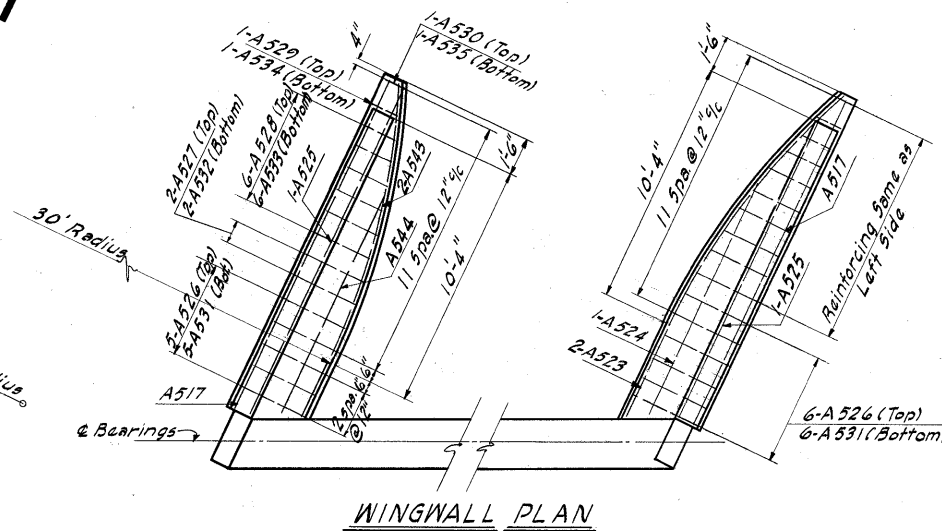 1-A529 (Top)
1-A534 (Bottom)
4"
1-A530 (Top)
1-A535 (Bottom)
2-A527 (Top)
2-A532 (Bottom)
6-A528 (Top)
6-A533 (Bottom)
1-A525
2-A543
1'-6"
A544
11 spa. @ 12" c/c
10'-4"
30' Radius
5-A526 (Top)
5-A531 (Bot)
A517
2 spa. 6" 6"
@ 12"
℄ Bearings
1'-6"
10'-4"
11 spa. @ 12" c/c
A517
1-A525
Reinforcing Same as
Left Side
1-A524
2-A523
6-A526 (Top)
6-A531 (Bottom)
WINGWALL PLAN